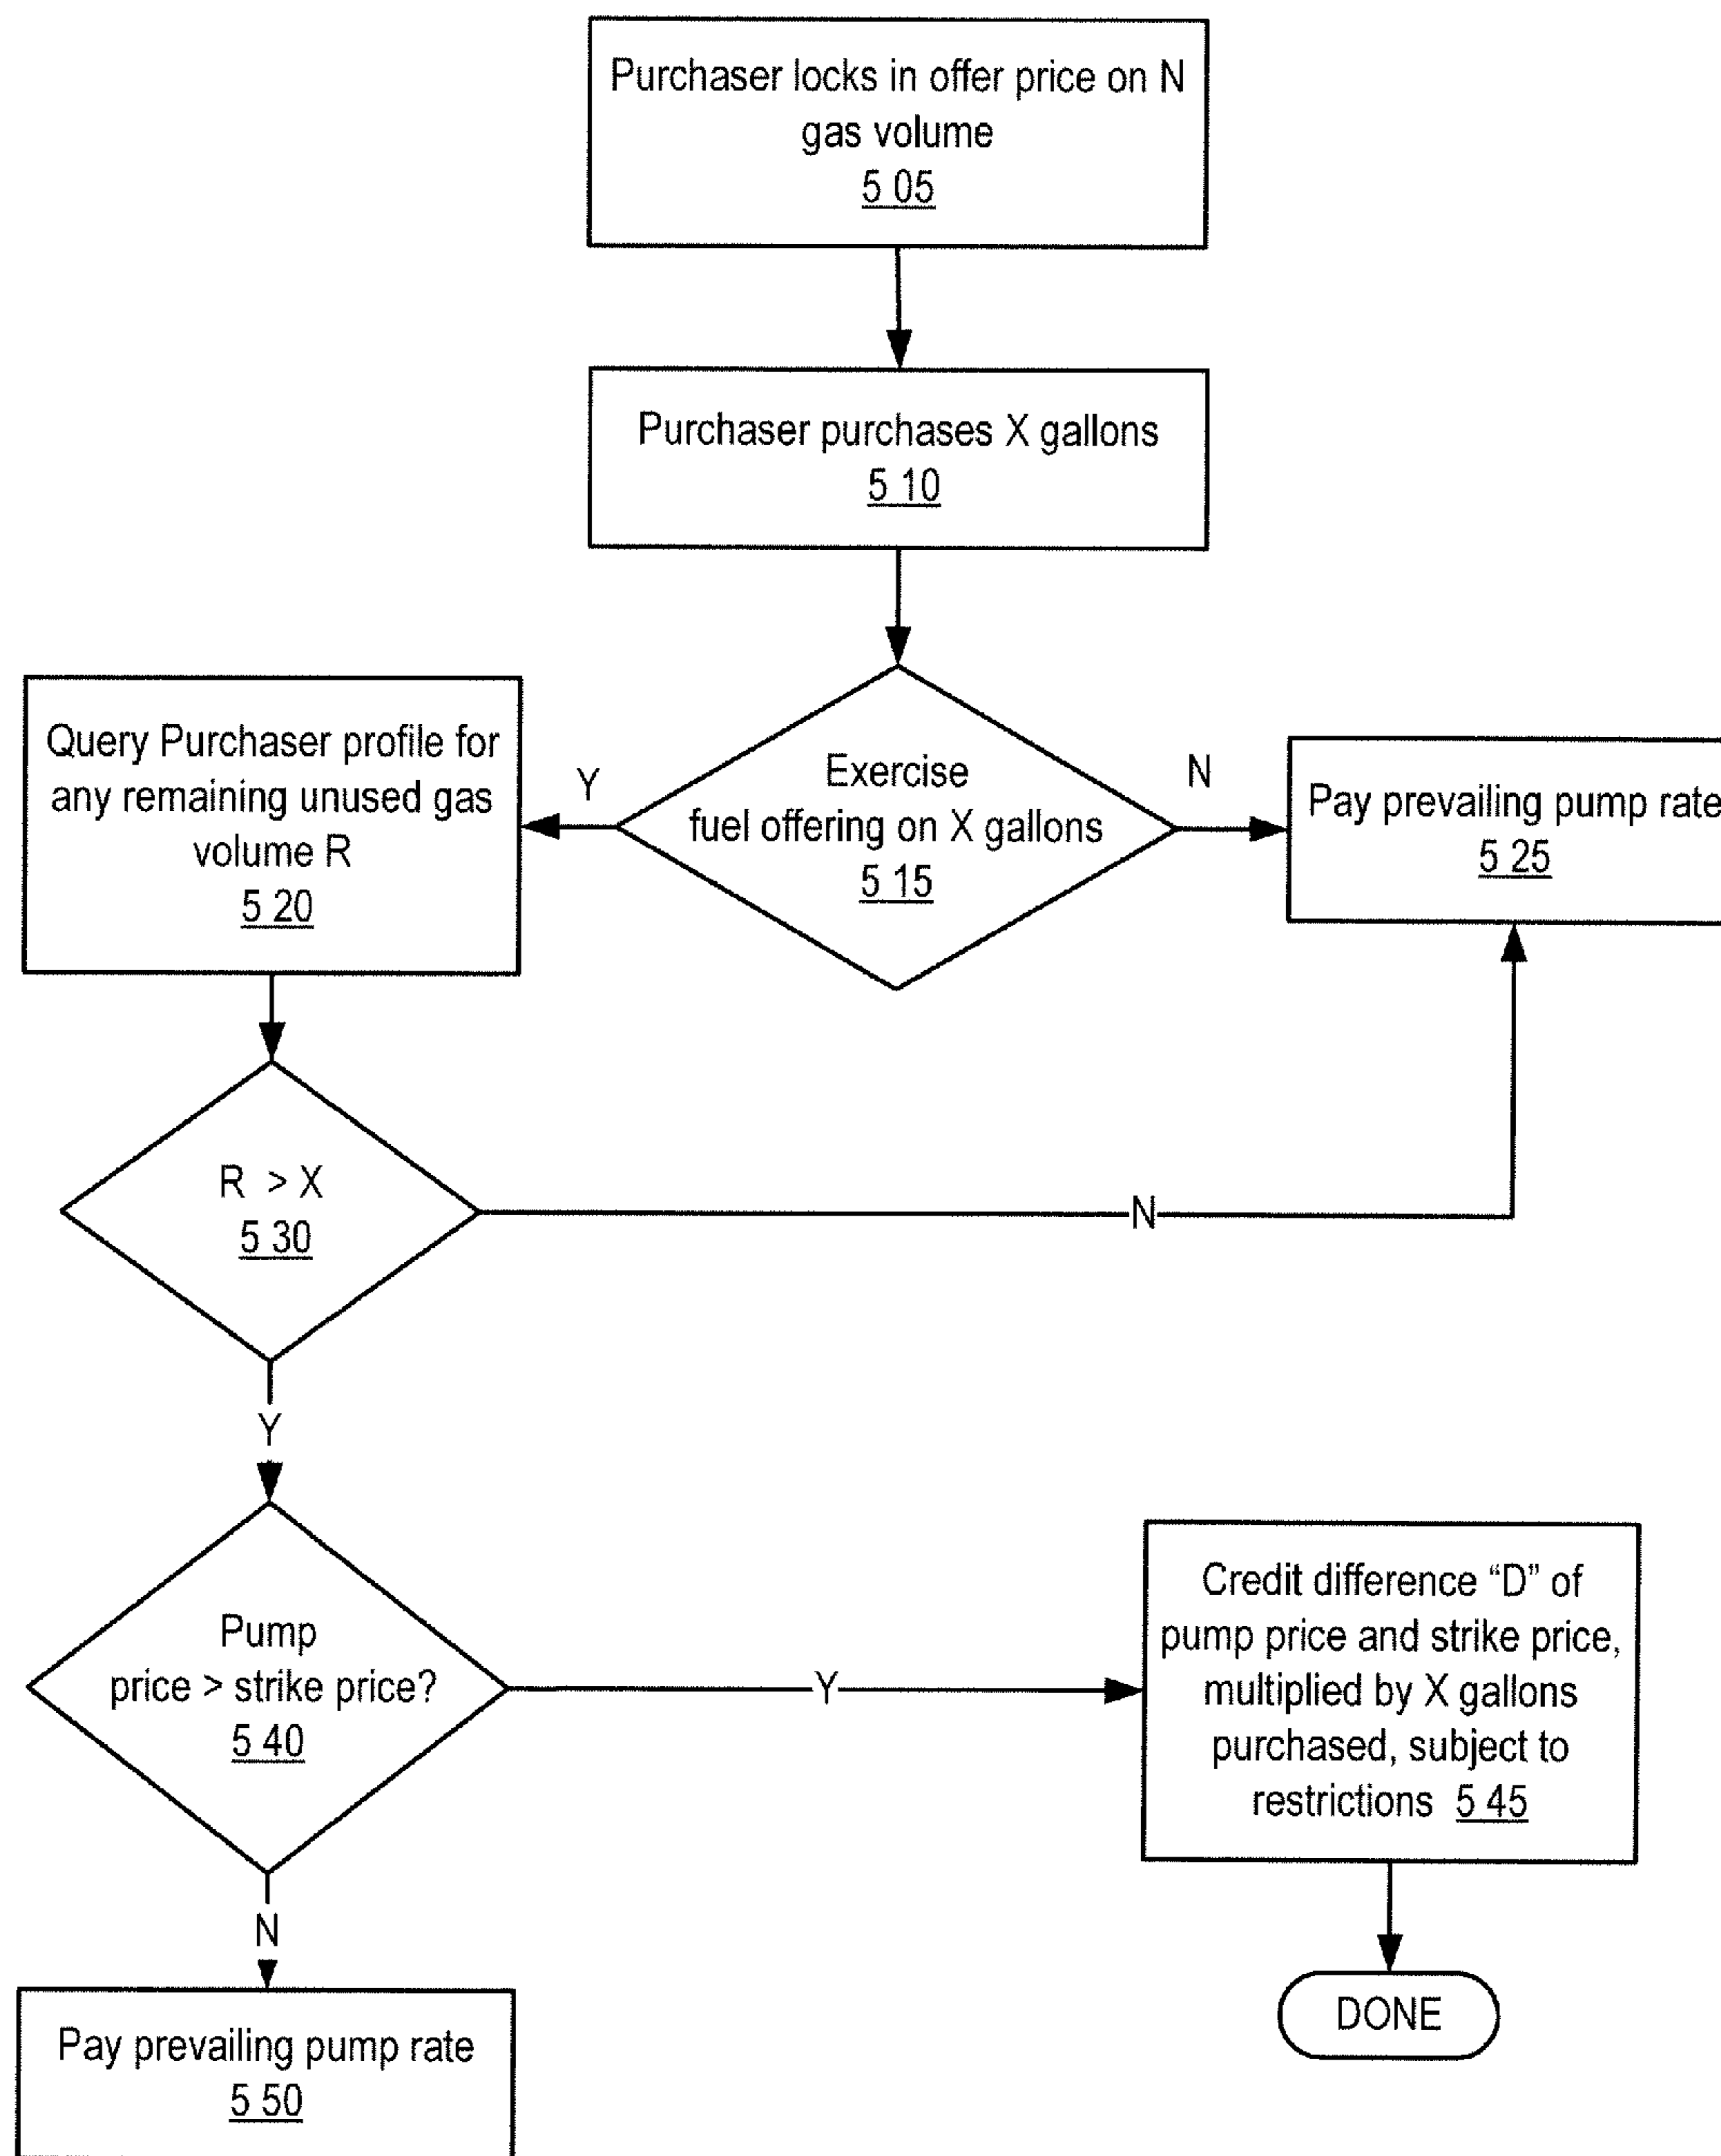 Purchaser locks in offer price on N
gas volume
5 05
Purchaser purchases X gallons
5 10
Exercise
fuel offering on X gallons
5 15
Y
N
Query Purchaser profile for
any remaining unused gas
volume R
5 20
Pay prevailing pump rate
5 25
R > X
5 30
N
Y
Pump
price > strike price?
5 40
Y
Credit difference “D” of
pump price and strike price,
multiplied by X gallons
purchased, subject to
restrictions 5 45
N
DONE
Pay prevailing pump rate
5 50